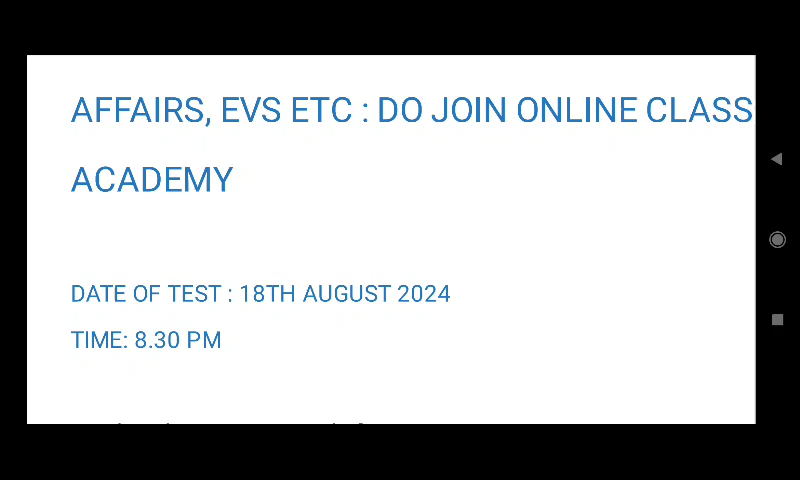 AFFAIRS, EVS ETC : DO JOIN ONLINE CLASS
ACADEMY
DATE OF TEST : 18TH AUGUST 2024
TIME: 8.30 PM